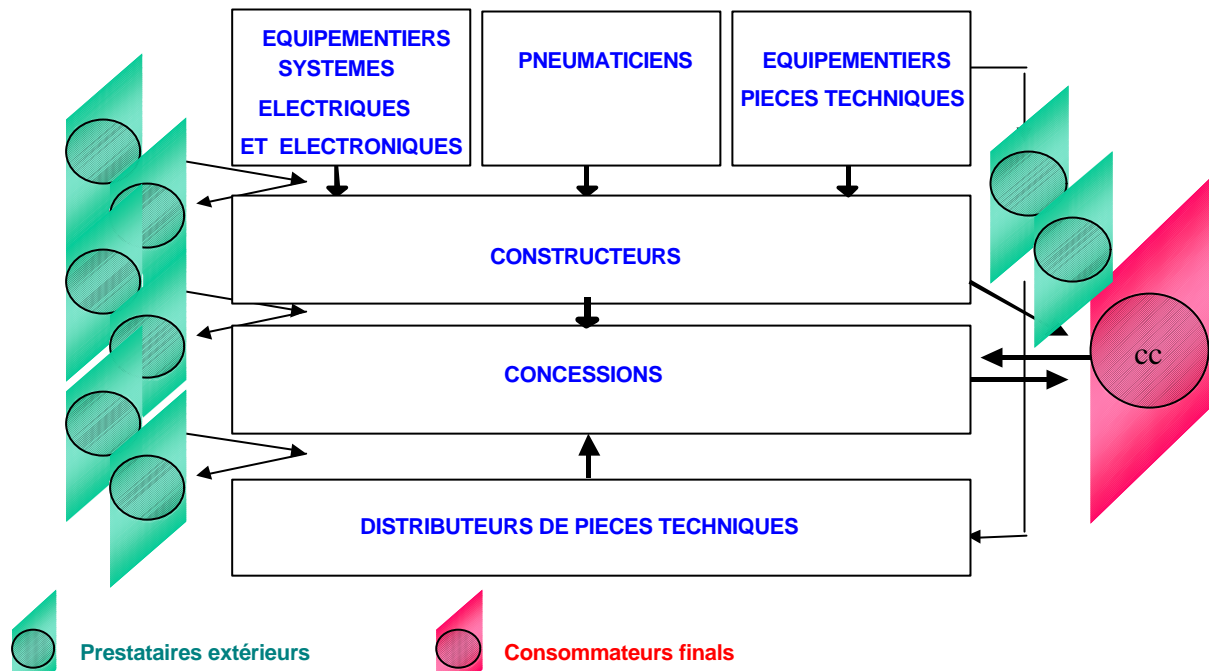 EQUIPEMENTIERS
SYSTEMES
ELECTRIQUES
ET ELECTRONIQUES
PNEUMATICIENS
EQUIPEMENTIERS
PIECES TECHNIQUES
CONSTRUCTEURS
CONCESSIONS
cc
DISTRIBUTEURS DE PIECES TECHNIQUES
Prestataires extérieurs
Consommateurs finals